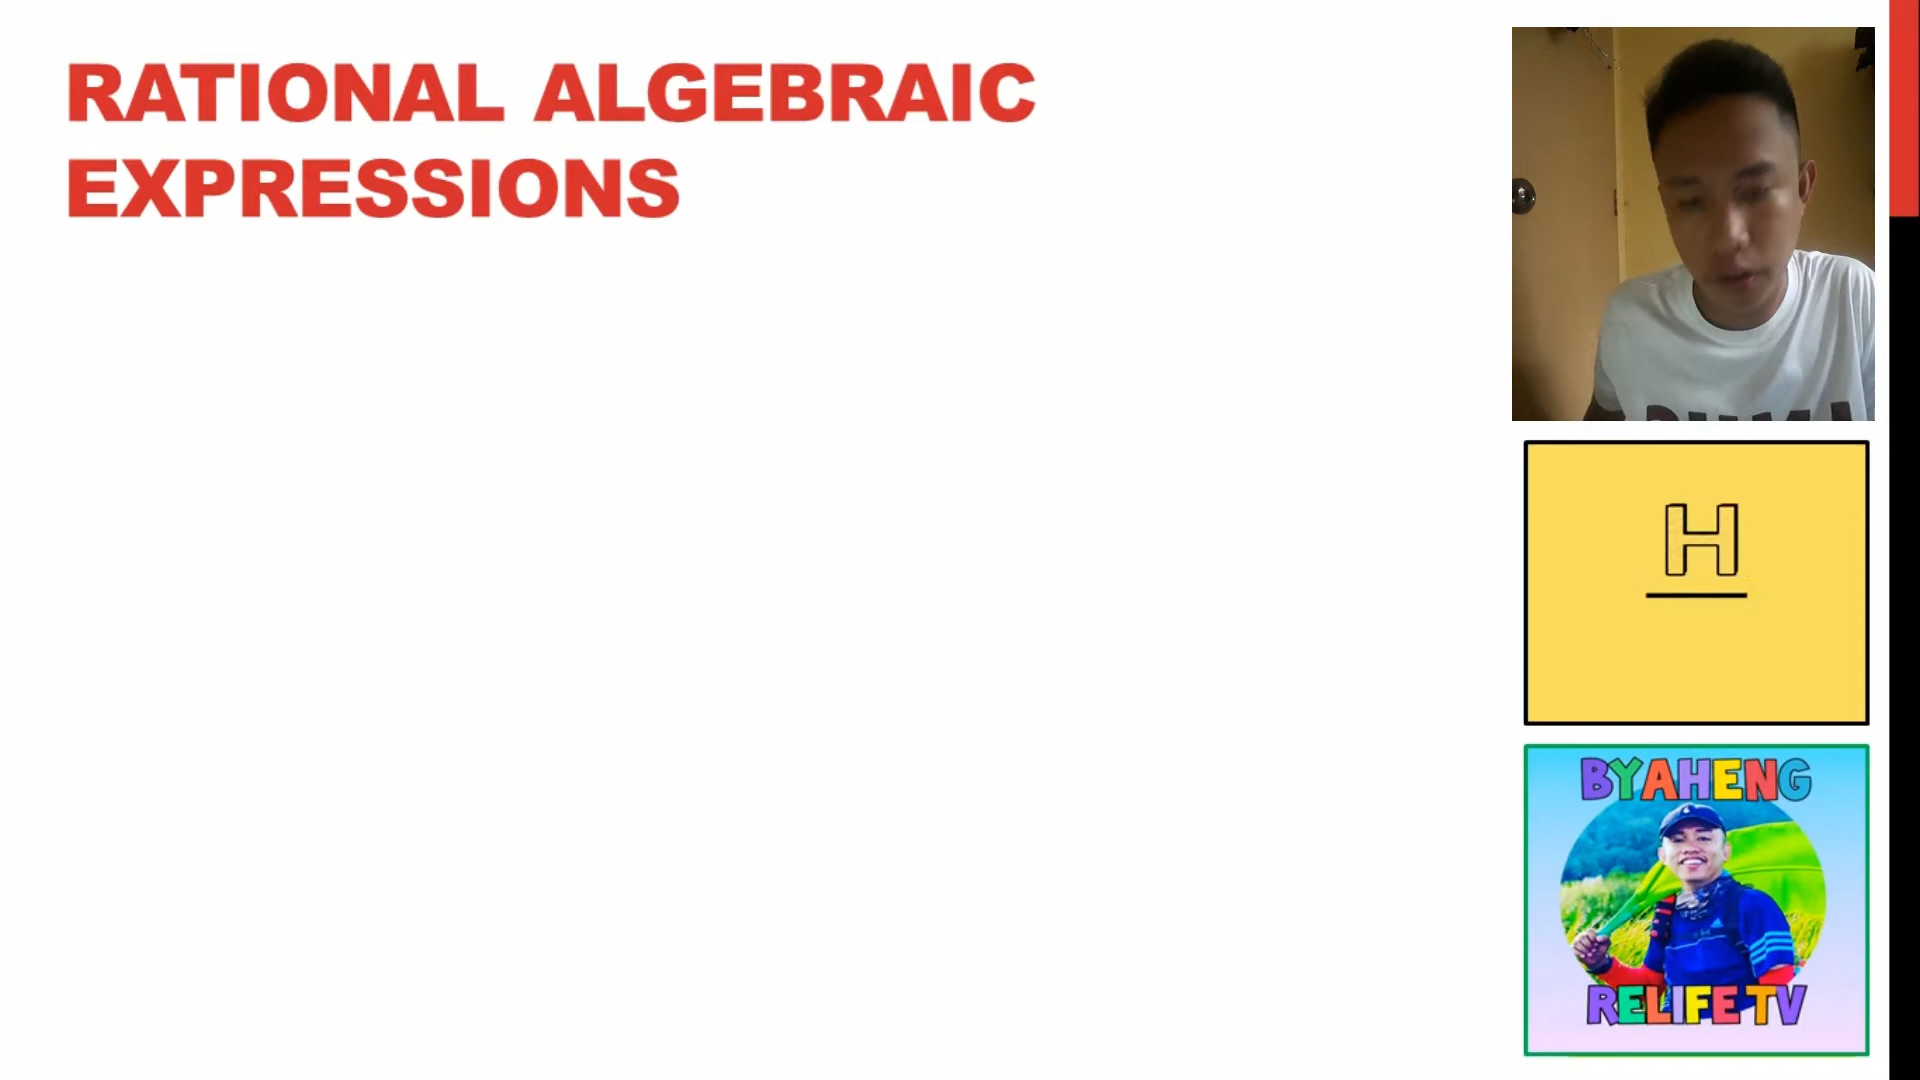 RATIONAL ALGEBRAIC
EXPRESSIONS
H
BYAHENG
RELIFE TV